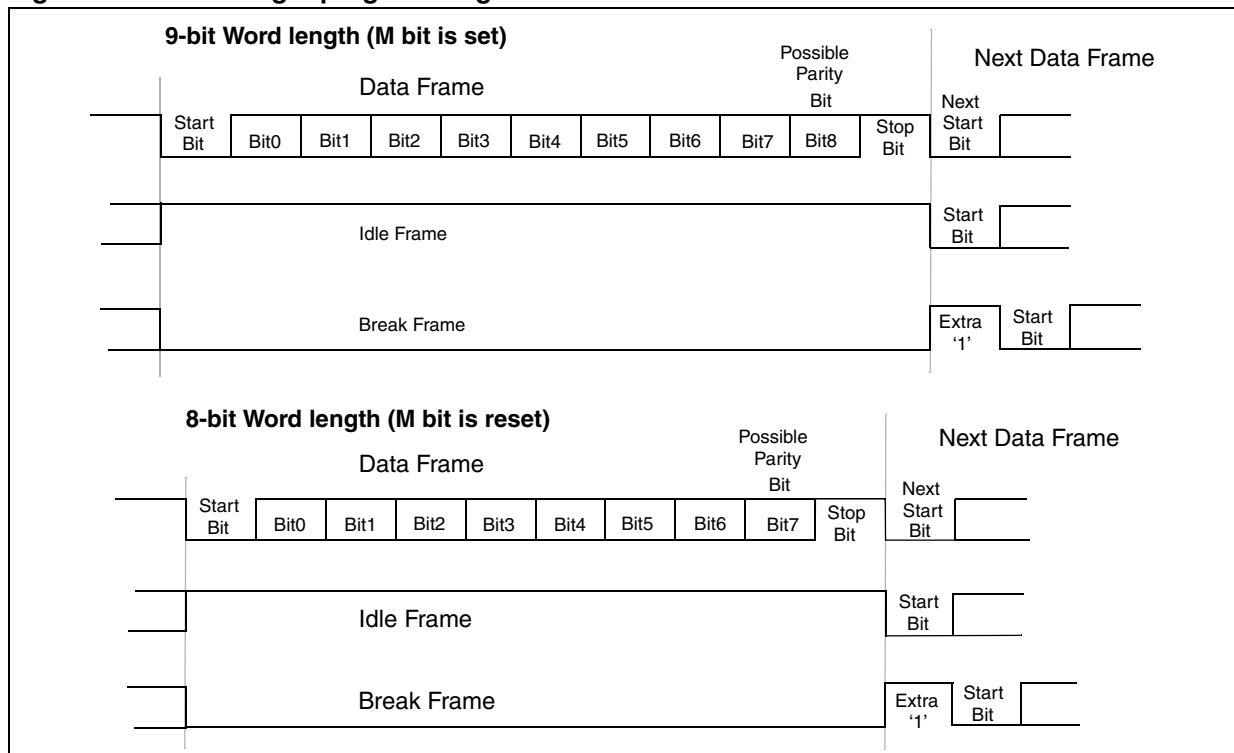 9-bit Word length (M bit is set)
Possible
Parity
Bit
Next Data Frame
Data Frame
Start
Bit
Bit0
Bit1
Bit2
Bit3
Bit4
Bit5
Bit6
Bit7
Bit8
Stop
Bit
Next
Start
Bit
Idle Frame
Start
Bit
Break Frame
Extra
‘1’
Start
Bit
8-bit Word length (M bit is reset)
Possible
Parity
Bit
Next Data Frame
Data Frame
Start
Bit
Bit0
Bit1
Bit2
Bit3
Bit4
Bit5
Bit6
Bit7
Stop
Bit
Next
Start
Bit
Idle Frame
Start
Bit
Break Frame
Extra
‘1’
Start
Bit